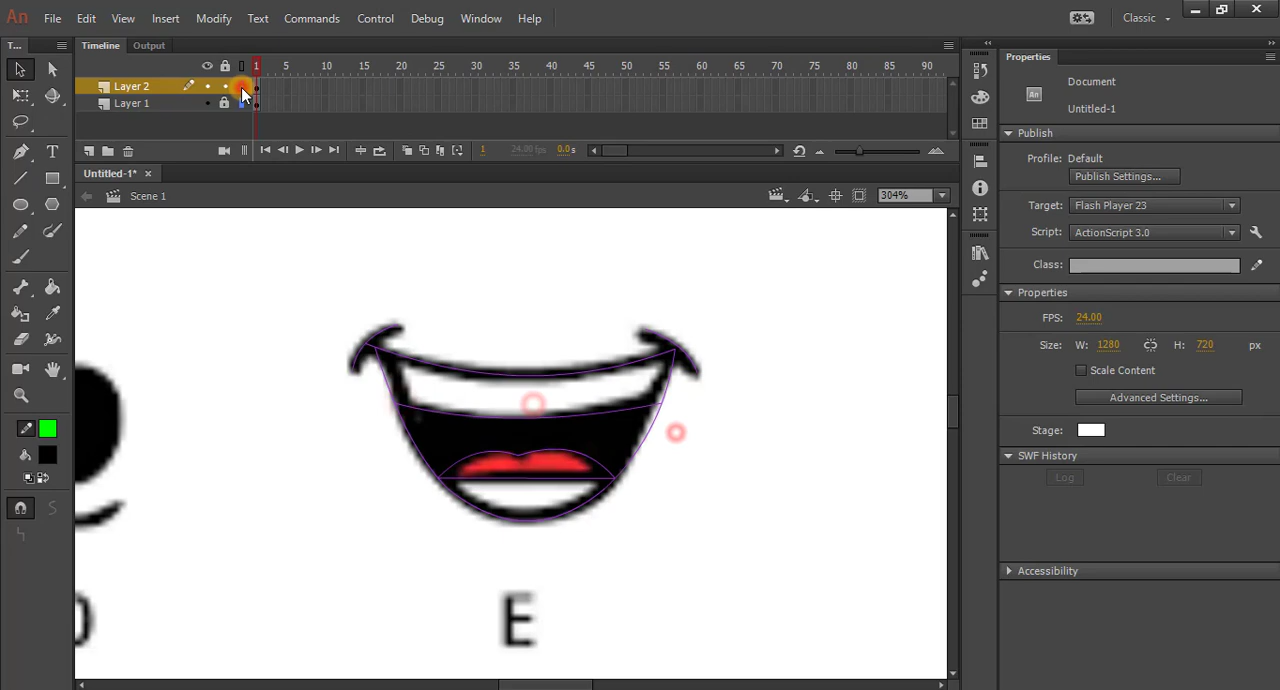 An File Edit View Insert Modify Text Commands Control Debug Window Help Classic
T... Timeline Output Properties
1 5 10 15 20 25 30 35 40 45 50 55 60 65 70 75 80 85 90
Layer 2
Layer 1
Document
Untitled-1
Publish
1 24.00 fps 0.0s
Profile: Default
Publish Settings...
Untitled-1* ×
Scene 1 304%
Target: Flash Player 23
Script: ActionScript 3.0
Class:
Properties
FPS: 24.00
Size: W: 1280 H: 720 px
Scale Content
Advanced Settings...
Stage:
SWF History
Log Clear
Accessibility
E